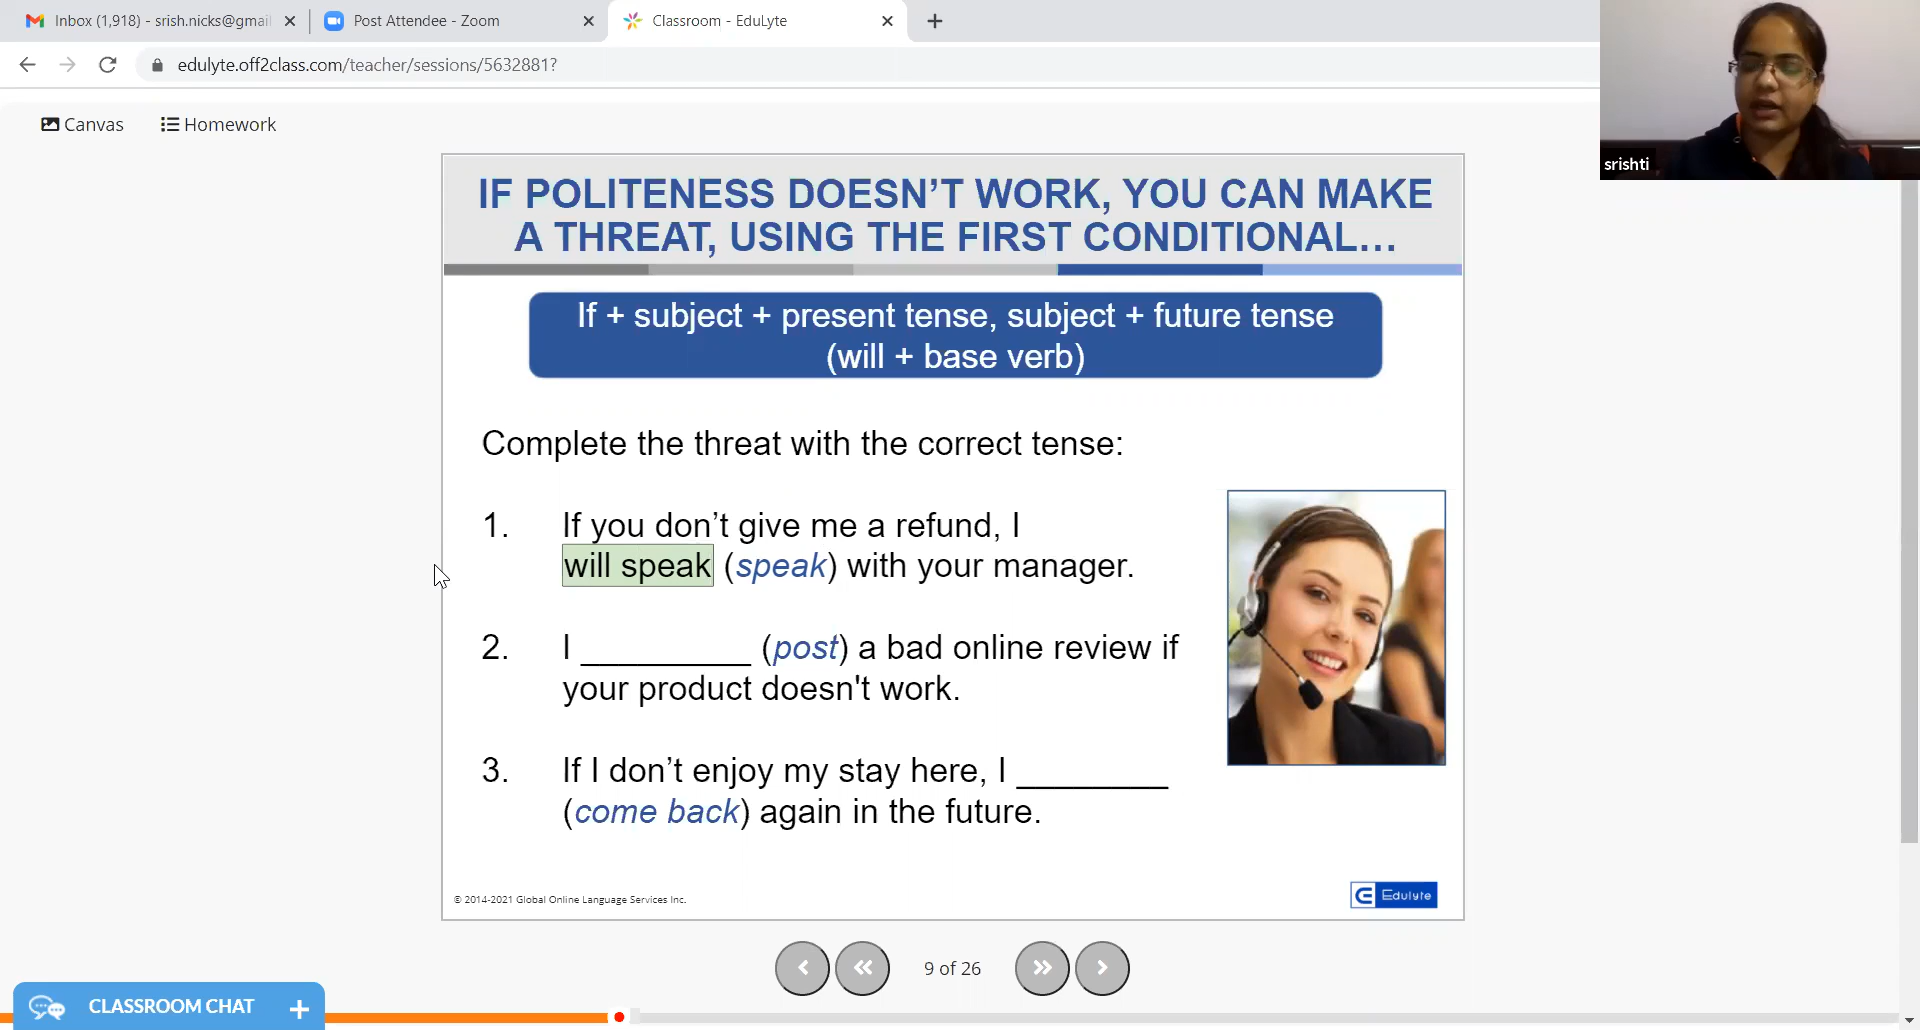 Inbox (1,918) - srish.nicks@gmai
Post Attendee - Zoom
Classroom - EduLyte
edulyte.off2class.com/teacher/sessions/5632881?
srishti
Canvas
Homework
IF POLITENESS DOESN’T WORK, YOU CAN MAKE
A THREAT, USING THE FIRST CONDITIONAL…
If + subject + present tense, subject + future tense
(will + base verb)
Complete the threat with the correct tense:
1. If you don’t give me a refund, I
will speak (speak) with your manager.
2. I _________ (post) a bad online review if
your product doesn't work.
3. If I don’t enjoy my stay here, I ________
(come back) again in the future.
© 2014-2021 Global Online Language Services Inc.
Edulyte
9 of 26
CLASSROOM CHAT +